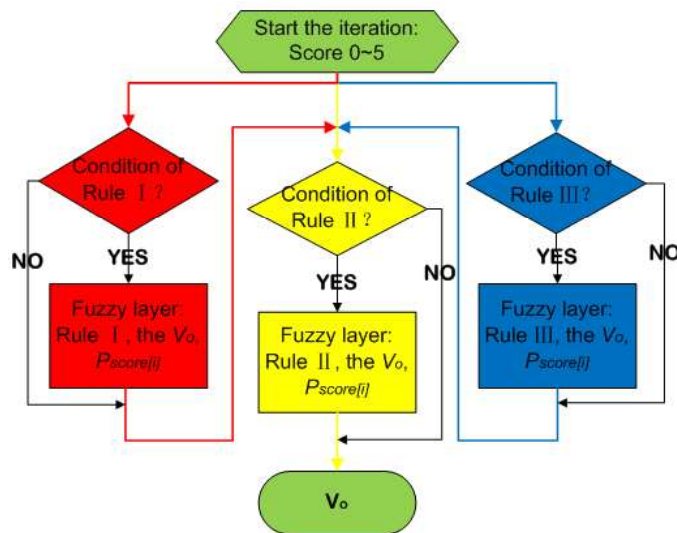 Start the iteration:
Score 0~5
Condition of
Rule Ⅰ?
NO
YES
Fuzzy layer:
Rule Ⅰ, the Vo,
Pscore[i]
Condition of
Rule Ⅱ?
NO
YES
Fuzzy layer:
Rule Ⅱ, the Vo,
Pscore[i]
Condition of
Rule Ⅲ?
NO
YES
Fuzzy layer:
Rule Ⅲ, the Vo,
Pscore[i]
Vo